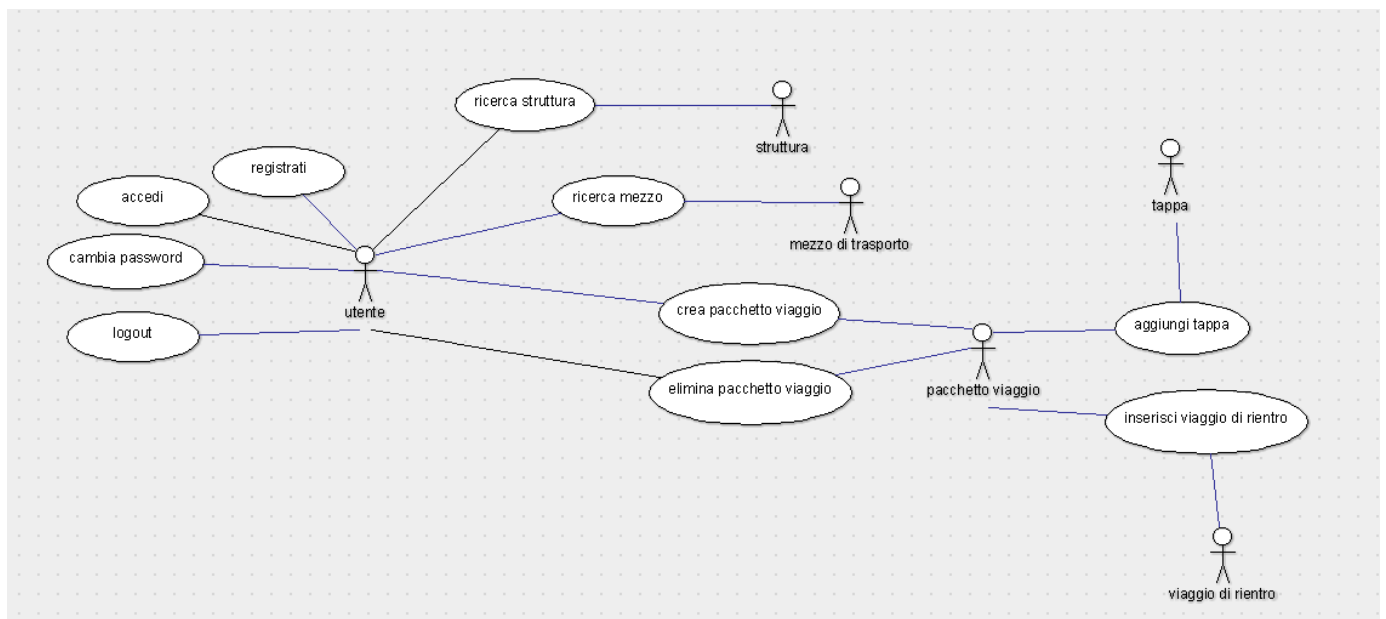 ricerca struttura
struttura
registrati
tappa
accedi
ricerca mezzo
mezzo di trasporto
cambia password
utente
crea pacchetto viaggio
aggiungi tappa
logout
elimina pacchetto viaggio
pacchetto viaggio
inserisci viaggio di rientro
viaggio di rientro